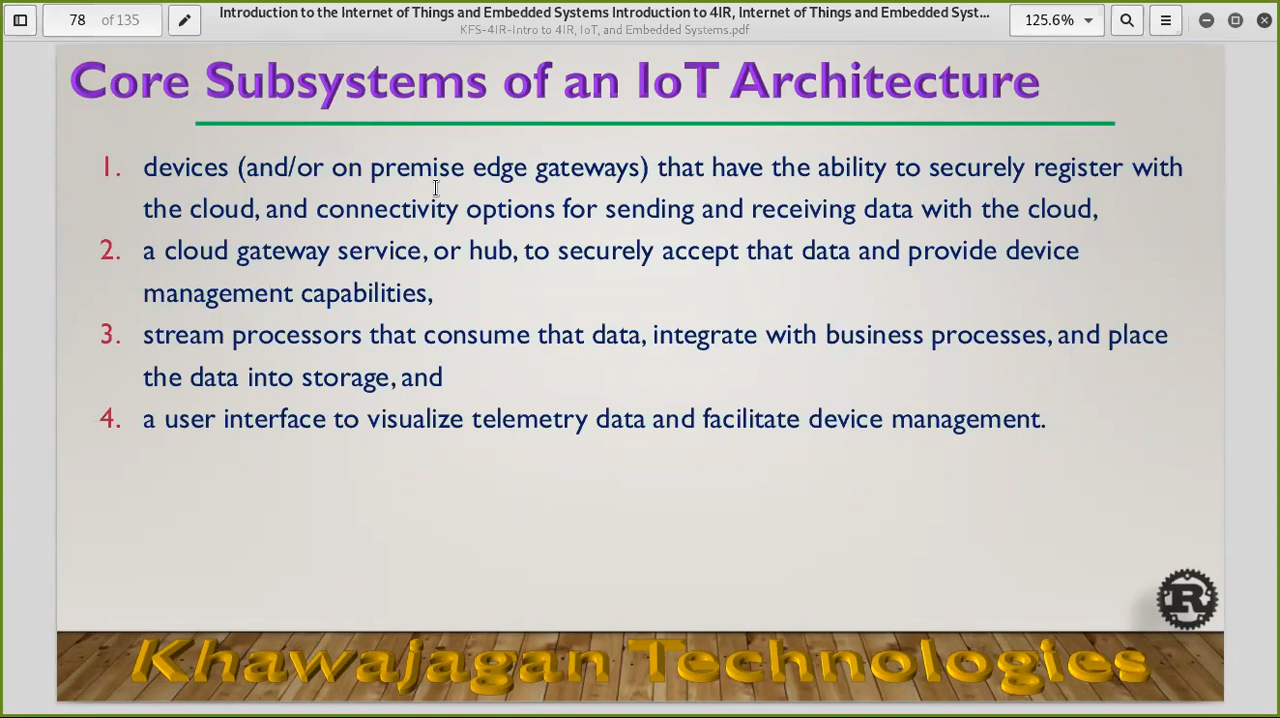 78 of 135
Introduction to the Internet of Things and Embedded Systems Introduction to 4IR, Internet of Things and Embedded Syst...
KFS-4IR-Intro to 4IR, IoT, and Embedded Systems.pdf
125.6%
Core Subsystems of an IoT Architecture
1. devices (and/or on premise edge gateways) that have the ability to securely register with
the cloud, and connectivity options for sending and receiving data with the cloud,
2. a cloud gateway service, or hub, to securely accept that data and provide device
management capabilities,
3. stream processors that consume that data, integrate with business processes, and place
the data into storage, and
4. a user interface to visualize telemetry data and facilitate device management.
R
Khawajagan Technologies